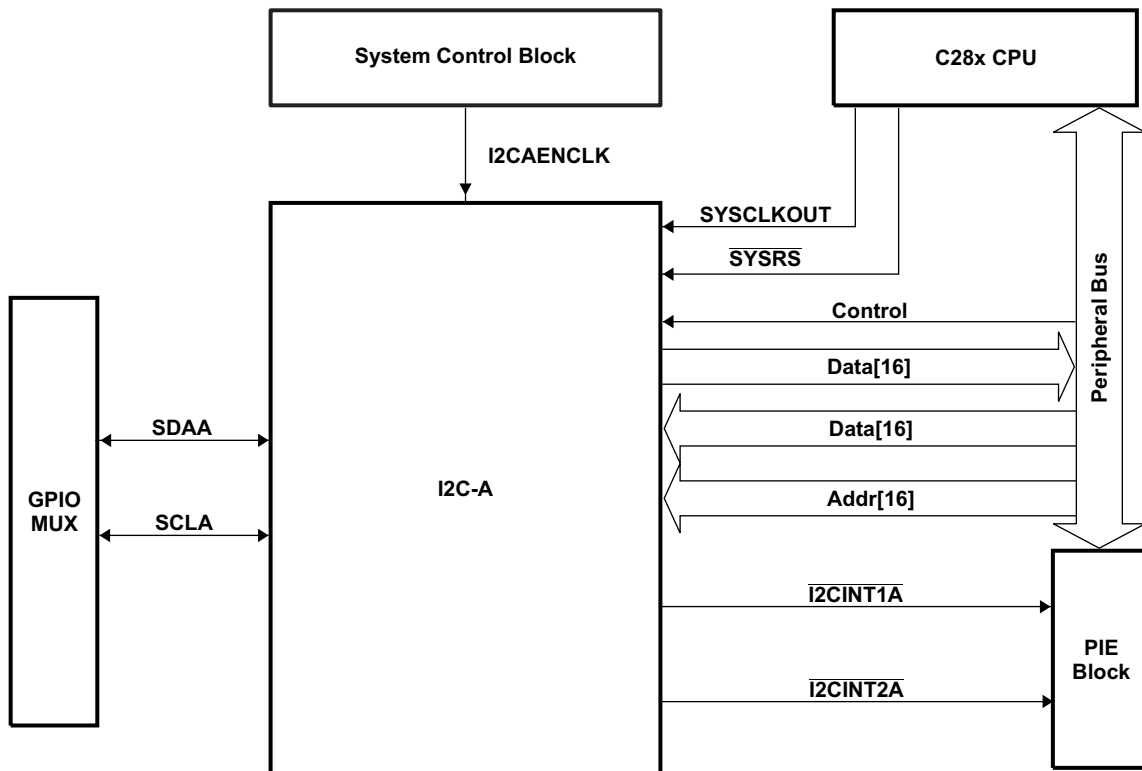 System Control Block
C28x CPU
I2CAENCLK
SYSCLKOUT
SYSRS
Control
Data[16]
Peripheral Bus
SDAA
Data[16]
I2C-A
GPIO
MUX
Addr[16]
SCLA
I2CINT1A
PIE
Block
I2CINT2A